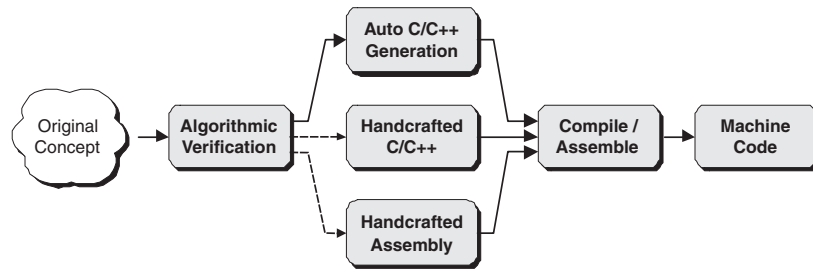 Original
Concept
Algorithmic
Verification
Auto C/C++
Generation
Handcrafted
C/C++
Handcrafted
Assembly
Compile /
Assemble
Machine
Code